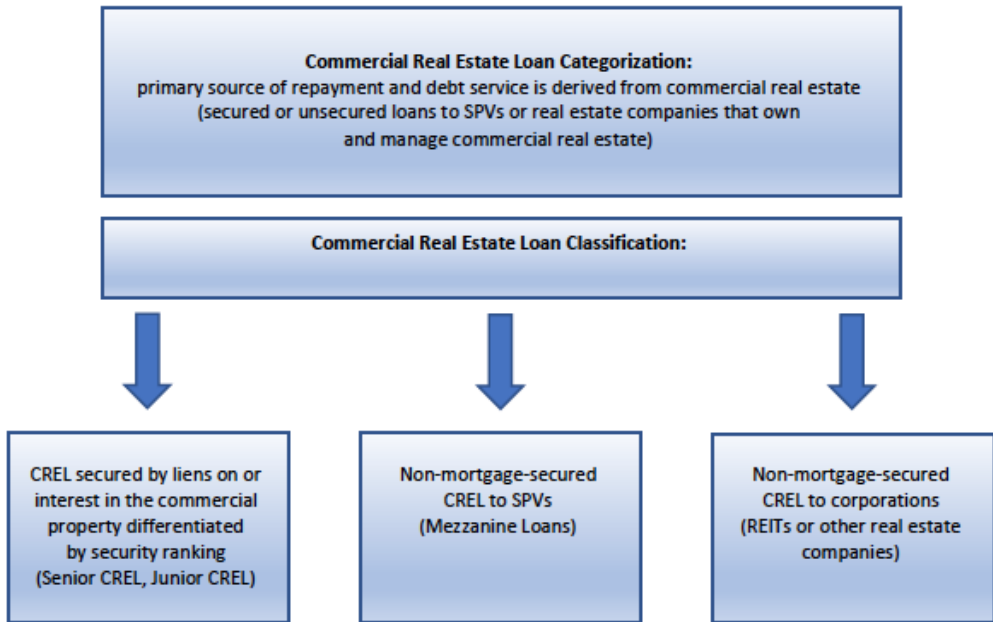 Commercial Real Estate Loan Categorization:
primary source of repayment and debt service is derived from commercial real estate
(secured or unsecured loans to SPVs or real estate companies that own
and manage commercial real estate)
Commercial Real Estate Loan Classification:
CREL secured by liens on or
interest in the commercial
property differentiated
by security ranking
(Senior CREL, Junior CREL)
Non-mortgage-secured
CREL to SPVs
(Mezzanine Loans)
Non-mortgage-secured
CREL to corporations
(REITs or other real estate
companies)